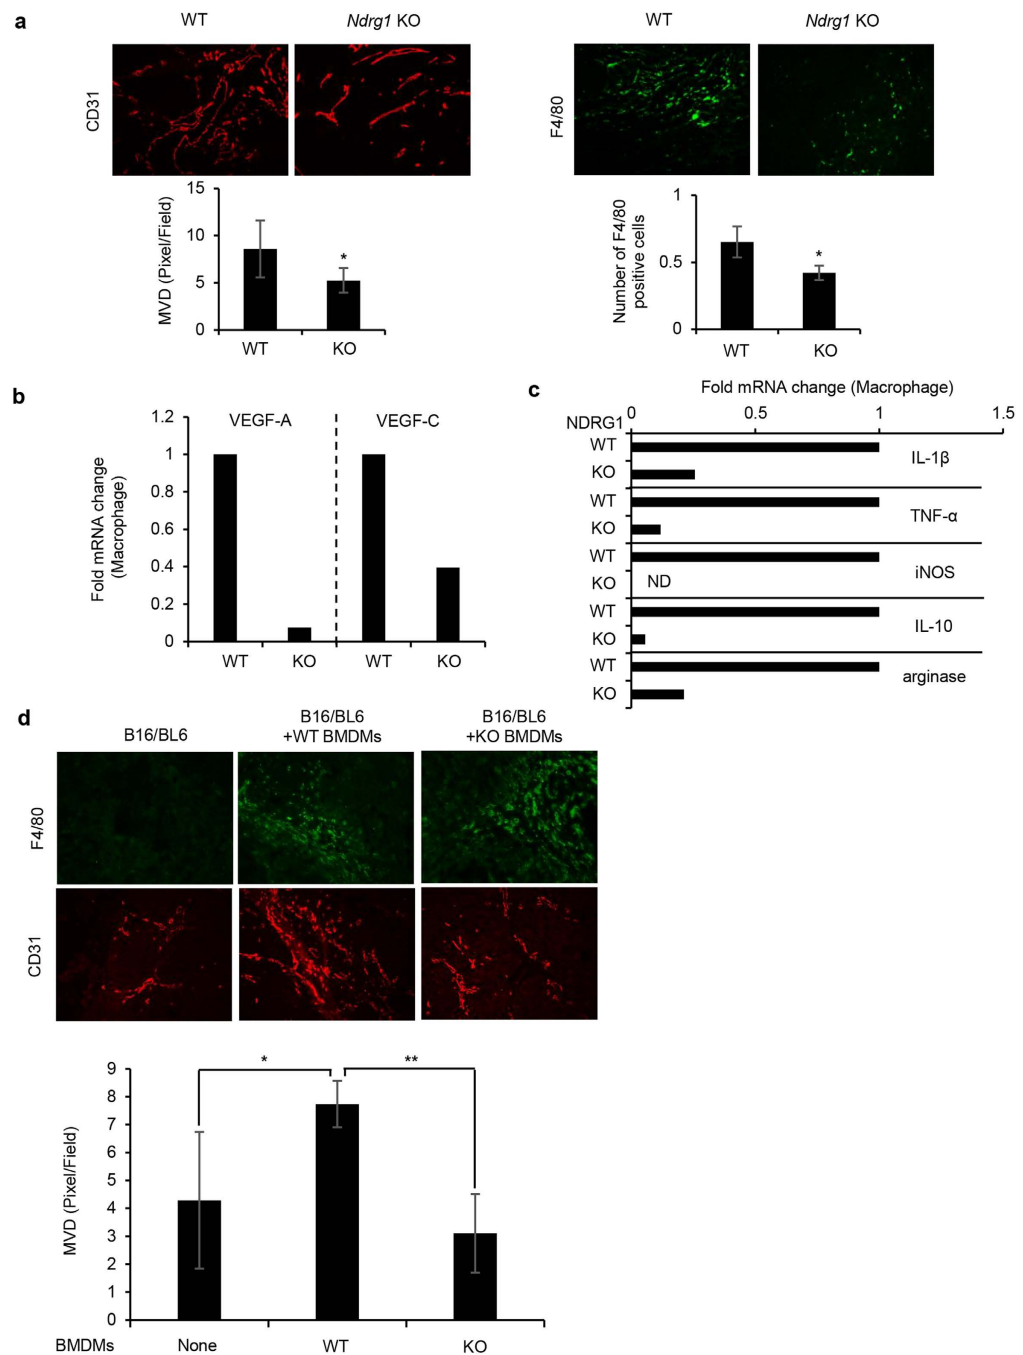 a
WT
Ndrg1 KO
CD31
MVD (Pixel/Field)
15
10
5
0
*
WT
KO
WT
Ndrg1 KO
F4/80
Number of F4/80
positive cells
1
0.5
0
*
WT
KO
b
Fold mRNA change
(Macrophage)
1.2
1
0.8
0.6
0.4
0.2
0
VEGF-A
VEGF-C
WT
KO
WT
KO
c
Fold mRNA change (Macrophage)
NDRG1
0
0.5
1
1.5
WT
KO
IL-1β
WT
KO
TNF-α
WT
KO
ND
iNOS
WT
KO
IL-10
WT
KO
arginase
d
B16/BL6
B16/BL6
+WT BMDMs
B16/BL6
+KO BMDMs
F4/80
CD31
MVD (Pixel/Field)
9
8
7
6
5
4
3
2
1
0
*
**
BMDMs
None
WT
KO